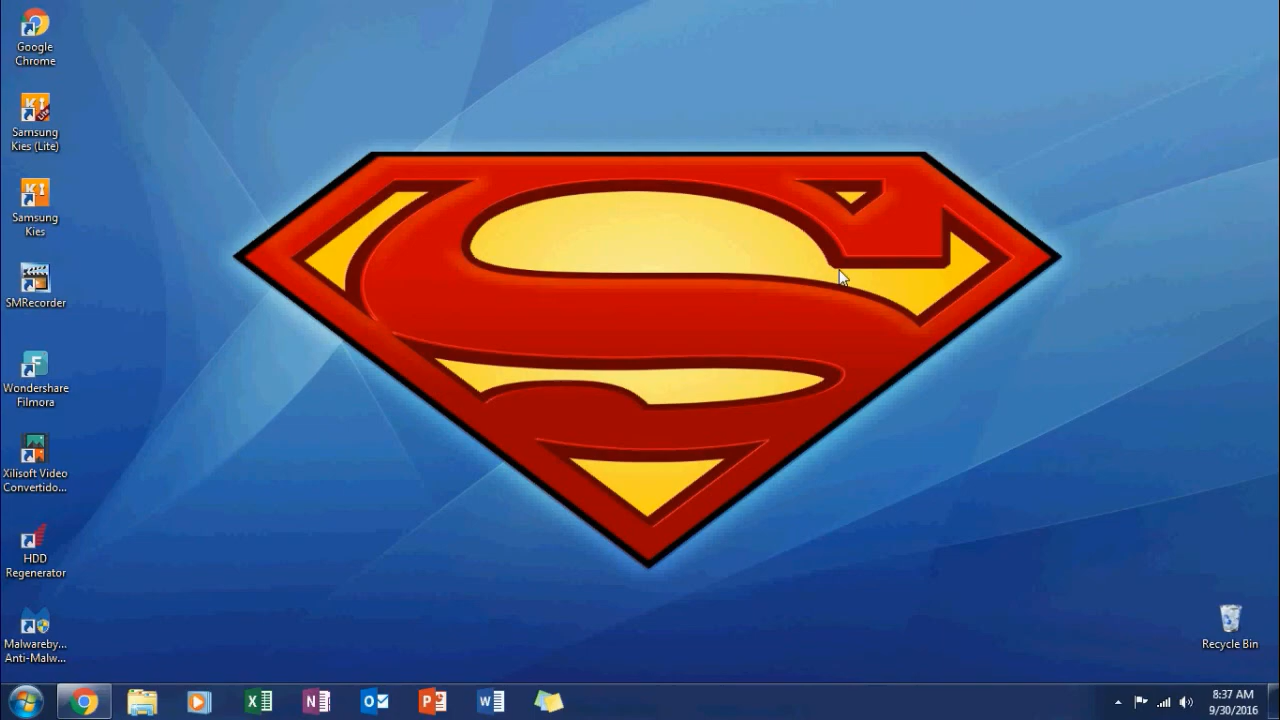 Google
Chrome
Samsung
Kies (Lite)
Samsung
Kies
SMRecorder
Wondershare
Filmora
Xilisoft Video
Convertido...
HDD
Regenerator
Malwareby...
Anti-Malw...
Recycle Bin
8:37 AM
9/30/2016